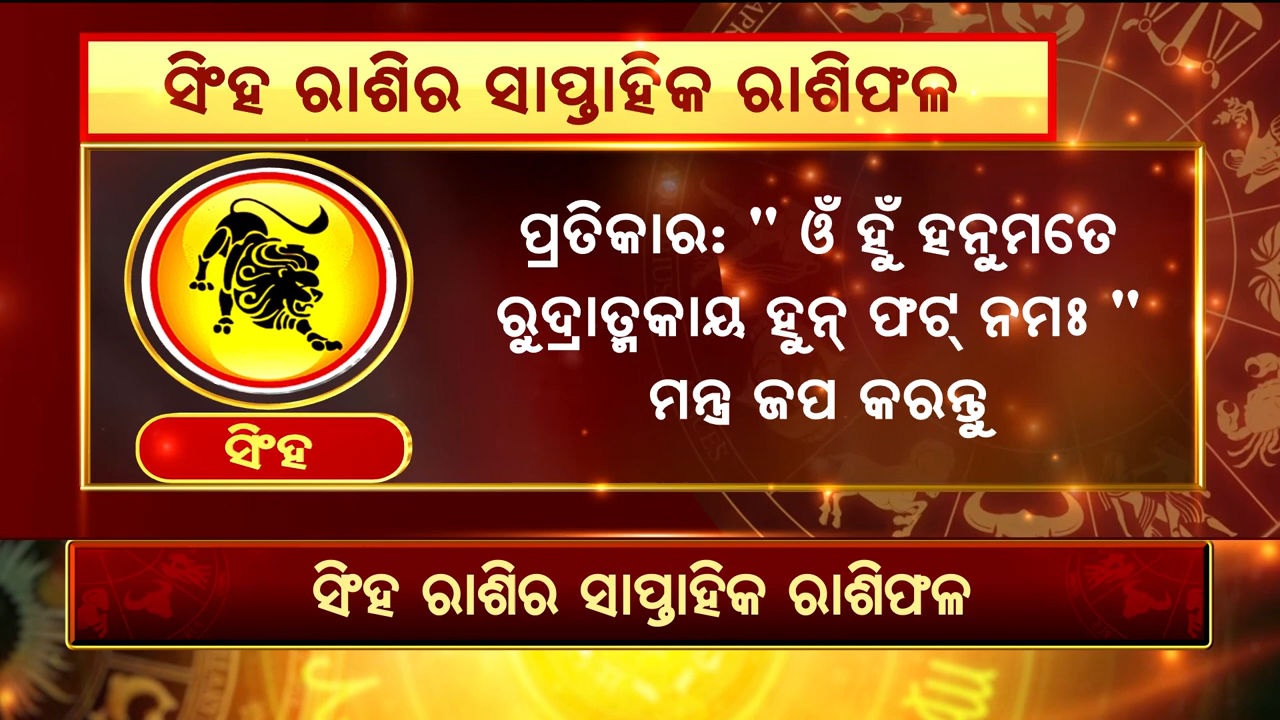 ସିଂହ ରାଶିର ସାପ୍ତାହିକ ରାଶିଫଳ
ପ୍ରତିକାର: " ଓଁ ହୁଁ ହନୁମତେ
ରୁଦ୍ରାତ୍ମକାୟ ହୁନ୍ ଫଟ୍ ନମଃ "
ମନ୍ତ୍ର ଜପ କରନ୍ତୁ
ସିଂହ
ସିଂହ ରାଶିର ସାପ୍ତାହିକ ରାଶିଫଳ